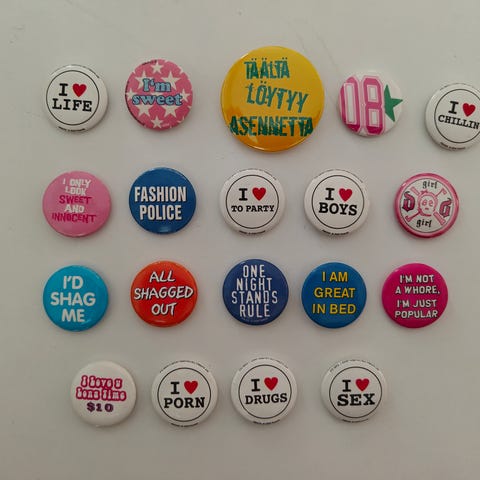 I ❤ LIFE
I'm
sweet
TÄÄLTÄ
LÖYTYY
ASENNETTA
08
I ❤
CHILLIN'
I ONLY
LOOK
SWEET
AND
INNOCENT
FASHION
POLICE
I ❤
TO PARTY
I ❤
BOYS
girl
girl
I'D
SHAG
ME
ALL
SHAGGED
OUT
ONE
NIGHT
STANDS
RULE
I AM
GREAT
IN BED
I'M NOT
A WHORE,
I'M JUST
POPULAR
I love u
long time
$10
I ❤
PORN
I ❤
DRUGS
I ❤
SEX